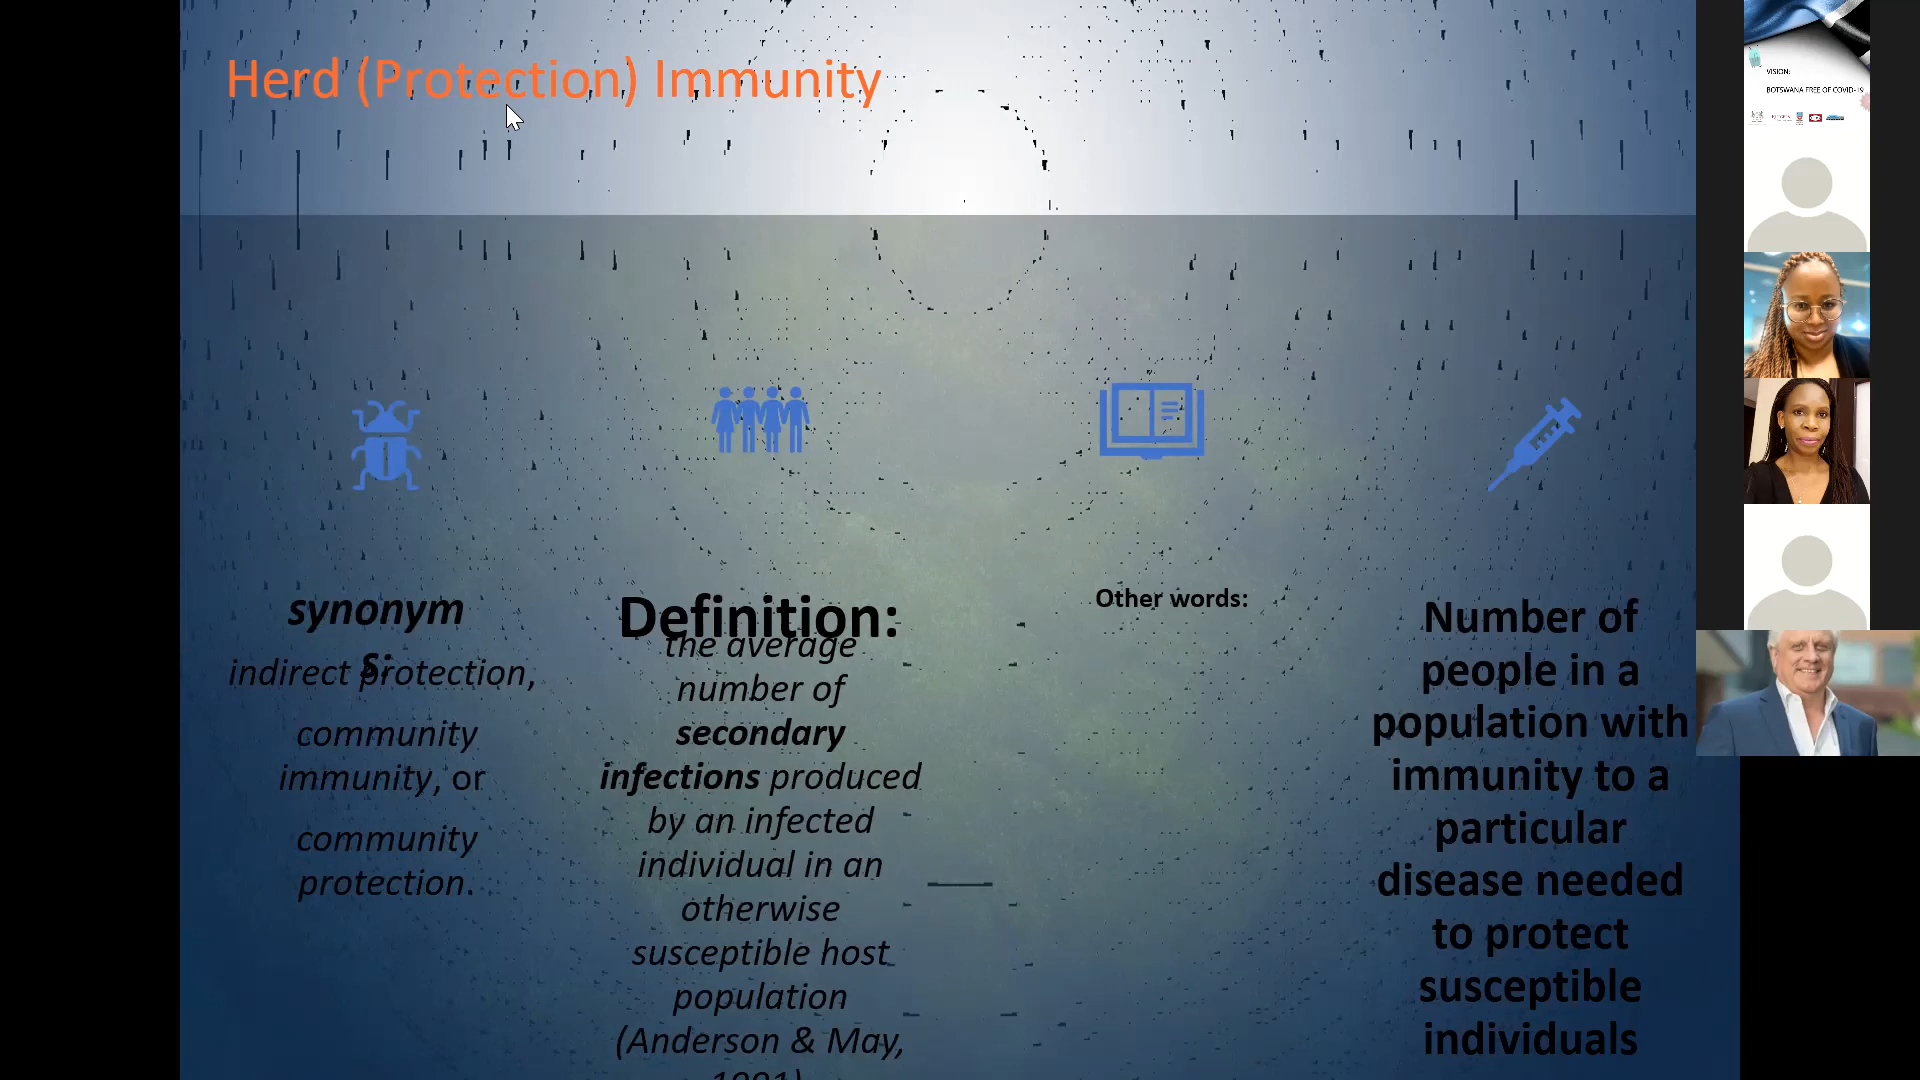 Herd (Protection) Immunity
synonym
s:
indirect protection,
community
immunity, or
community
protection.
Definition:
the average
number of
secondary
infections produced
by an infected
individual in an
otherwise
susceptible host
population
(Anderson & May,
1991)
Other words:
Number of
people in a
population with
immunity to a
particular
disease needed
to protect
susceptible
individuals
VISION:
BOTSWANA FREE OF COVID-19